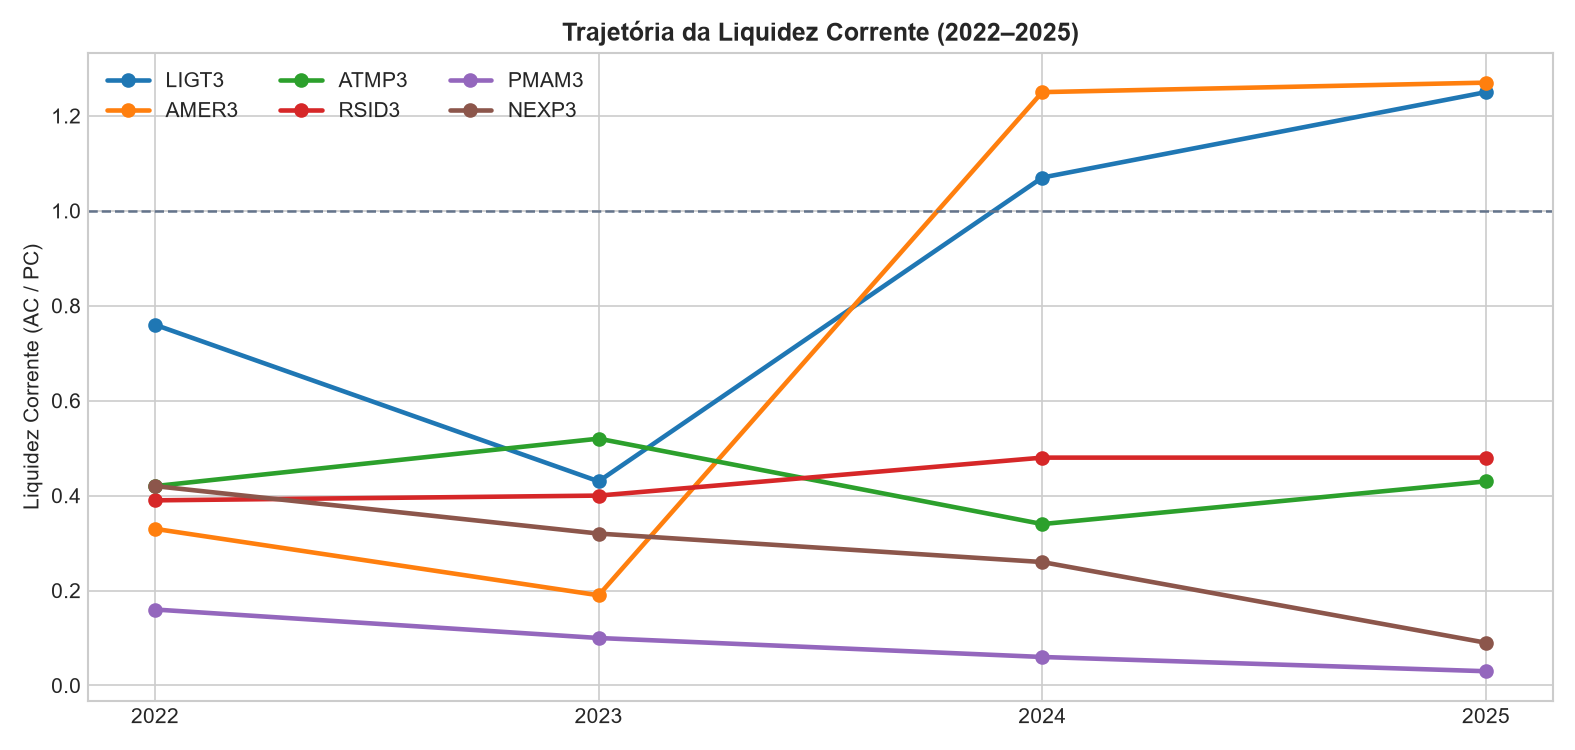 Trajetória da Liquidez Corrente (2022–2025)
LIGT3 ATMP3 PMAM3
AMER3 RSID3 NEXP3
Liquidez Corrente (AC / PC)
1.2
1.0
0.8
0.6
0.4
0.2
0.0
2022 2023 2024 2025